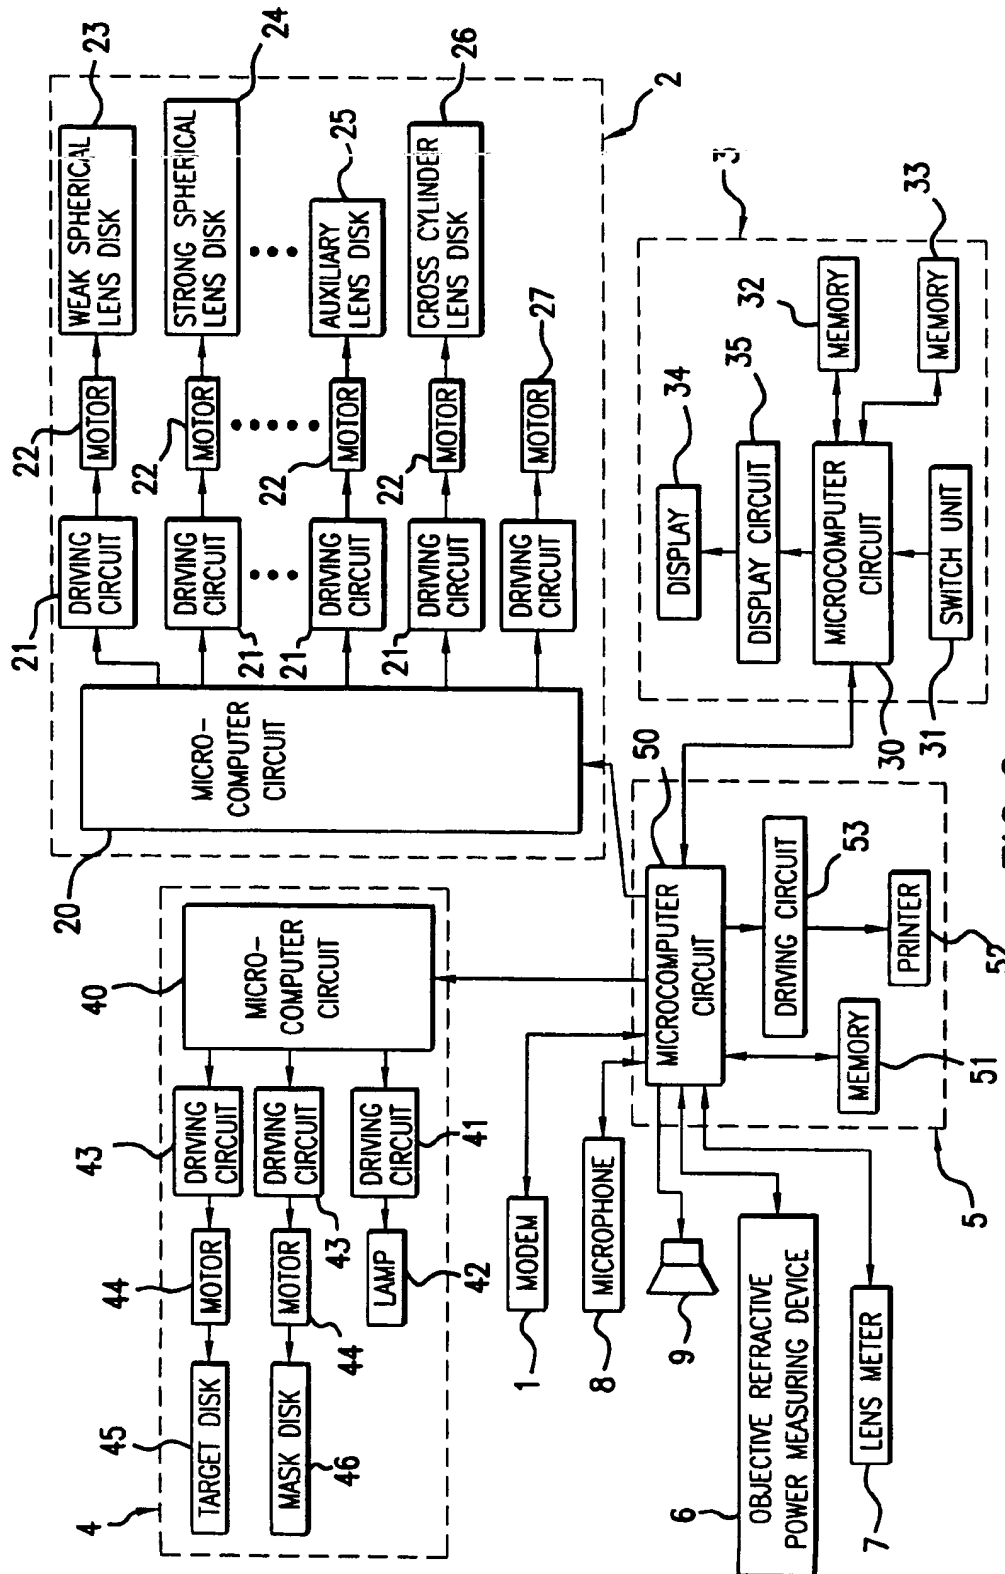 23
WEAK SPHERICAL
LENS DISK
22
MOTOR
21
DRIVING
CIRCUIT
24
STRONG SPHERICAL
LENS DISK
22
MOTOR
DRIVING
CIRCUIT
21
25
AUXILIARY
LENS DISK
22
MOTOR
DRIVING
CIRCUIT
21
26
CROSS CYLINDER
LENS DISK
22
MOTOR
DRIVING
CIRCUIT
21
27
MOTOR
DRIVING
CIRCUIT
2
MICRO-
COMPUTER
CIRCUIT
20
40
MICRO-
COMPUTER
CIRCUIT
43
DRIVING
CIRCUIT
44
MOTOR
45
TARGET DISK
DRIVING
CIRCUIT
43
MOTOR
44
MASK DISK
46
DRIVING
CIRCUIT
41
LAMP
42
4
34
DISPLAY
35
DISPLAY CIRCUIT
32
MEMORY
33
MEMORY
MICROCOMPUTER
CIRCUIT
30
SWITCH UNIT
31
3
50
MICROCOMPUTER
CIRCUIT
DRIVING CIRCUIT
53
PRINTER
52
MEMORY
51
5
MODEM
1
MICROPHONE
8
9
OBJECTIVE REFRACTIVE
POWER MEASURING DEVICE
6
LENS METER
7